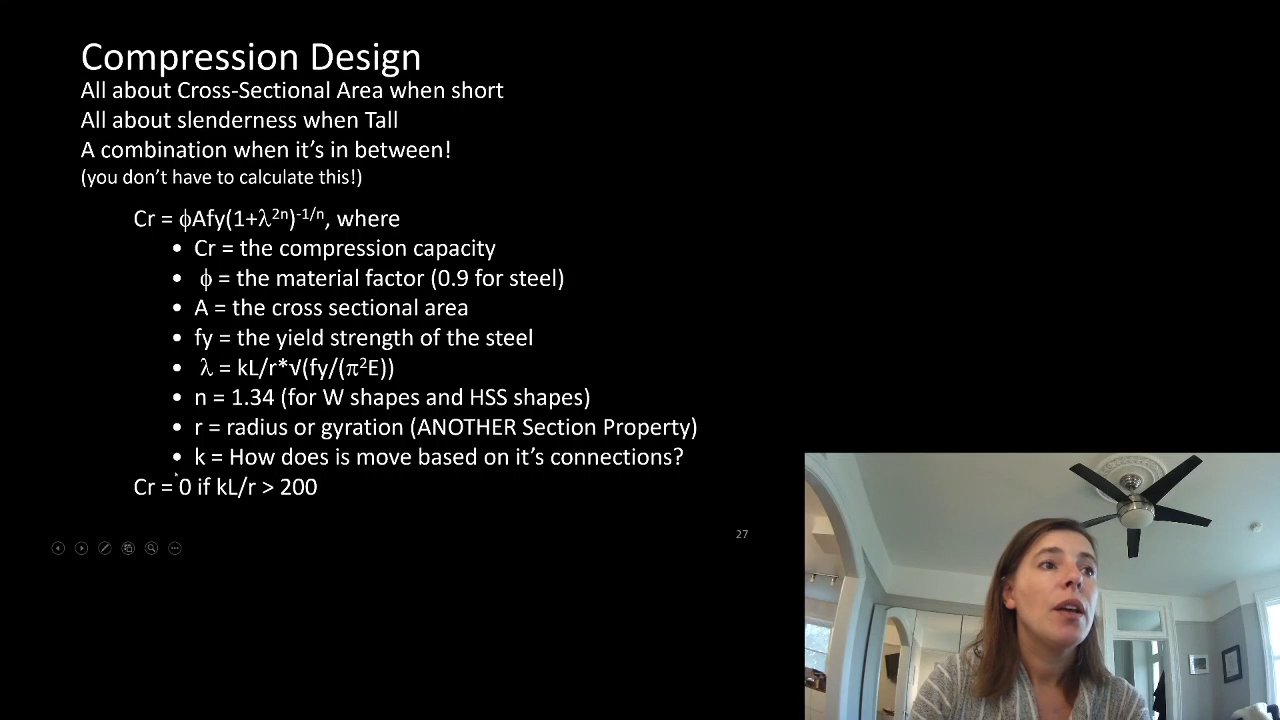 Compression Design
All about Cross-Sectional Area when short
All about slenderness when Tall
A combination when it's in between!
(you don't have to calculate this!)
Cr = ϕAfy(1+λ²ⁿ)⁻¹/ⁿ, where
• Cr = the compression capacity
• ϕ = the material factor (0.9 for steel)
• A = the cross sectional area
• fy = the yield strength of the steel
• λ = kL/r*√(fy/(π²E))
• n = 1.34 (for W shapes and HSS shapes)
• r = radius or gyration (ANOTHER Section Property)
• k = How does is move based on it's connections?
Cr = 0 if kL/r > 200
27